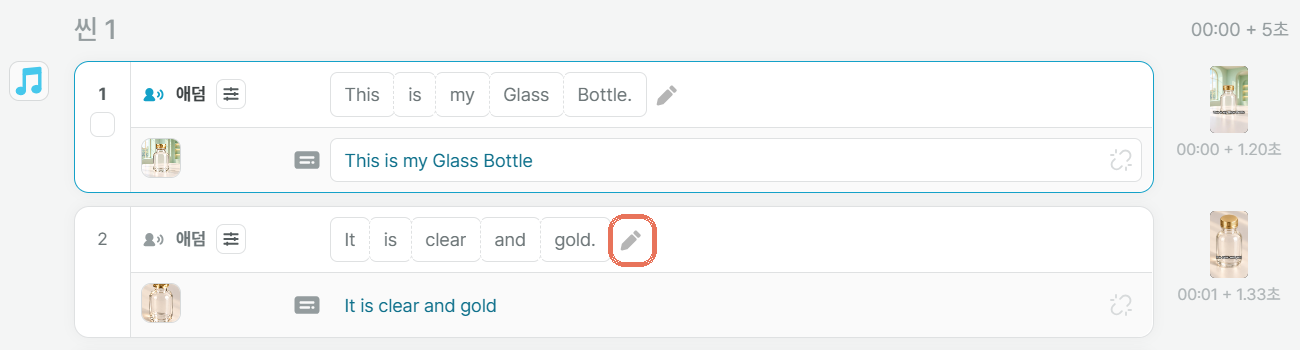 씬 1
00:00 + 5초
1 애덤 This is my Glass Bottle.
This is my Glass Bottle
00:00 + 1.20초
2 애덤 It is clear and gold.
It is clear and gold
00:01 + 1.33초